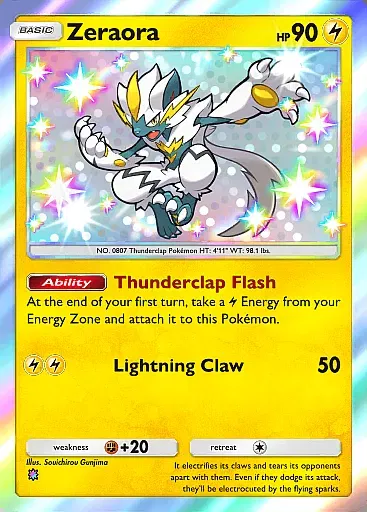 BASIC Zeraora HP 90
NO. 0807 Thunderclap Pokémon HT: 4'11" WT: 98.1 lbs.
Ability Thunderclap Flash
At the end of your first turn, take a Energy from your
Energy Zone and attach it to this Pokémon.
Lightning Claw 50
weakness +20 retreat
Illus. Souichirou Gunjima
It electrifies its claws and tears its opponents
apart with them. Even if they dodge its attack,
they'll be electrocuted by the flying sparks.